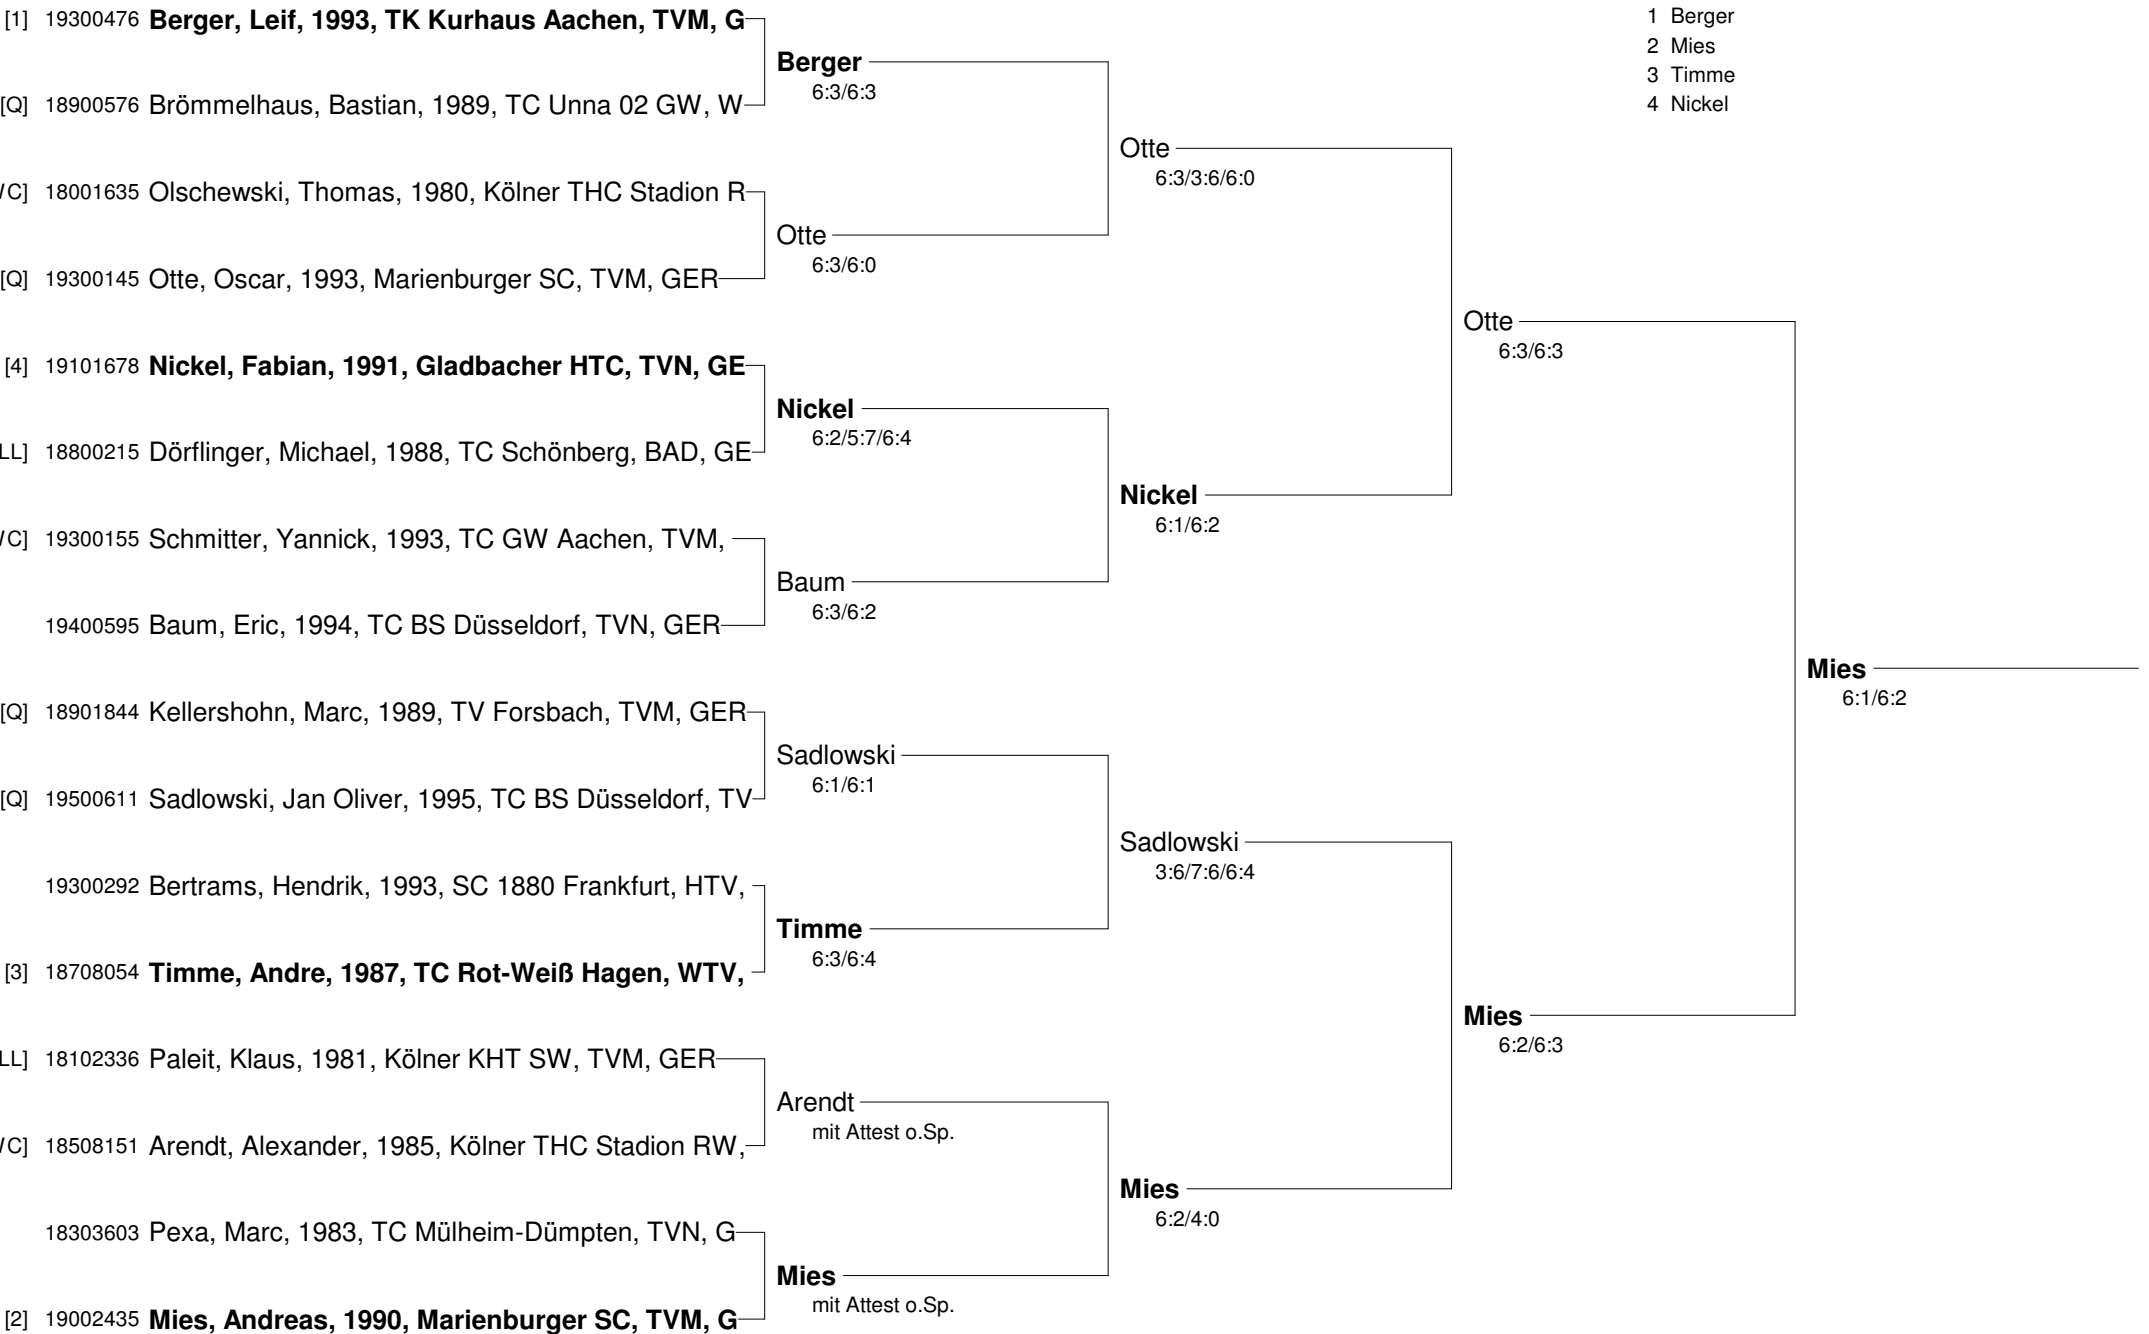 [1] 19300476 Berger, Leif, 1993, TK Kurhaus Aachen, TVM, G
[Q] 18900576 Brömmelhaus, Bastian, 1989, TC Unna 02 GW, W
C] 18001635 Olschewski, Thomas, 1980, Kölner THC Stadion R
[Q] 19300145 Otte, Oscar, 1993, Marienburger SC, TVM, GER
[4] 19101678 Nickel, Fabian, 1991, Gladbacher HTC, TVN, GE
LL] 18800215 Dörflinger, Michael, 1988, TC Schönberg, BAD, GE
C] 19300155 Schmitter, Yannick, 1993, TC GW Aachen, TVM,
19400595 Baum, Eric, 1994, TC BS Düsseldorf, TVN, GER
[Q] 18901844 Kellershohn, Marc, 1989, TV Forsbach, TVM, GER
[Q] 19500611 Sadlowski, Jan Oliver, 1995, TC BS Düsseldorf, TV
19300292 Bertrams, Hendrik, 1993, SC 1880 Frankfurt, HTV,
[3] 18708054 Timme, Andre, 1987, TC Rot-Weiß Hagen, WTV,
LL] 18102336 Paleit, Klaus, 1981, Kölner KHT SW, TVM, GER
C] 18508151 Arendt, Alexander, 1985, Kölner THC Stadion RW,
18303603 Pexa, Marc, 1983, TC Mülheim-Dümpten, TVN, G
[2] 19002435 Mies, Andreas, 1990, Marienburger SC, TVM, G
Berger
6:3/6:3
Otte
6:3/6:0
Nickel
6:2/5:7/6:4
Baum
6:3/6:2
Sadlowski
6:1/6:1
Timme
6:3/6:4
Arendt
mit Attest o.Sp.
Mies
mit Attest o.Sp.
Otte
6:3/3:6/6:0
Nickel
6:1/6:2
Sadlowski
3:6/7:6/6:4
Mies
6:2/4:0
Otte
6:3/6:3
Mies
6:2/6:3
Mies
6:1/6:2
1 Berger
2 Mies
3 Timme
4 Nickel